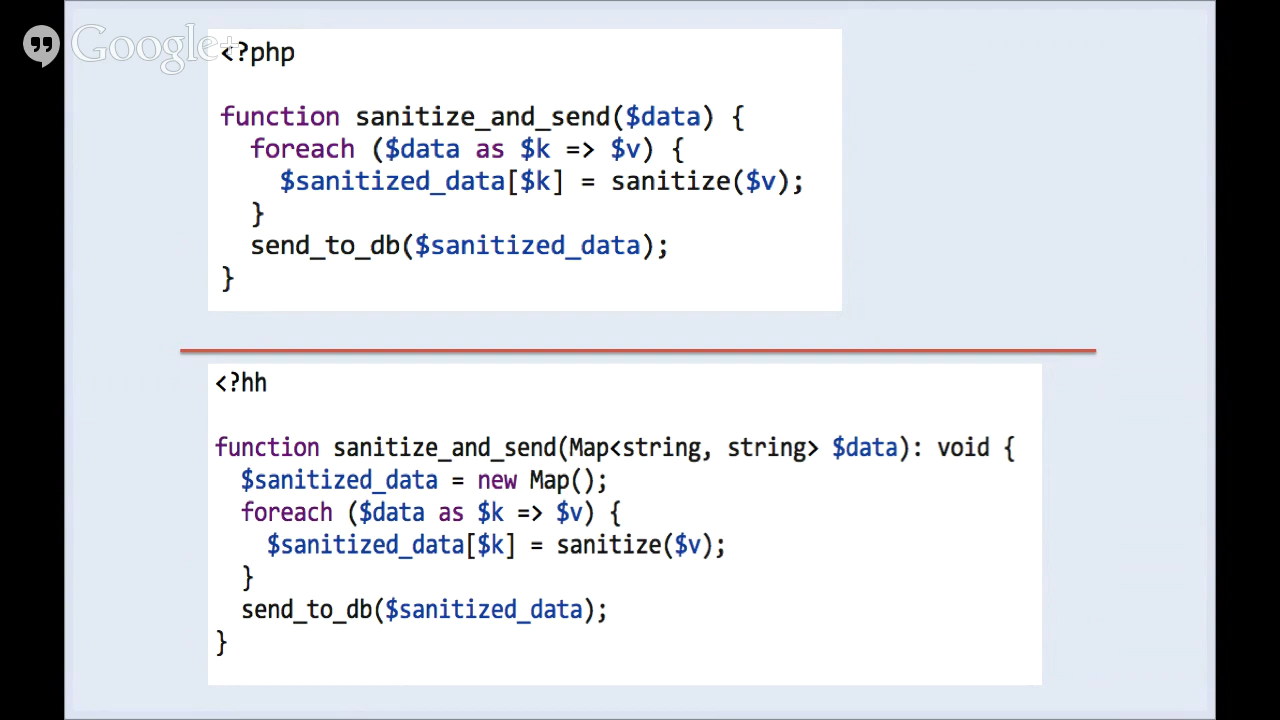 Google+
<?php
function sanitize_and_send($data) {
foreach ($data as $k => $v) {
$sanitized_data[$k] = sanitize($v);
}
send_to_db($sanitized_data);
}
<?hh
function sanitize_and_send(Map<string, string> $data): void {
$sanitized_data = new Map();
foreach ($data as $k => $v) {
$sanitized_data[$k] = sanitize($v);
}
send_to_db($sanitized_data);
}